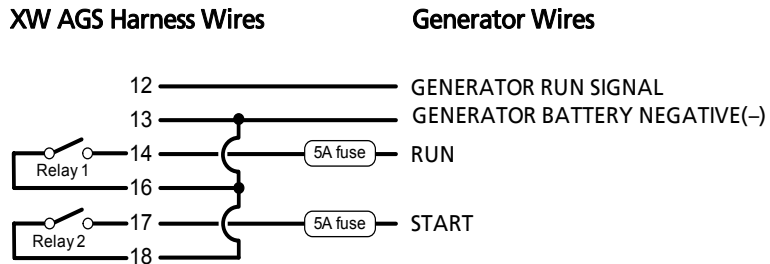 XW AGS Harness Wires Generator Wires
12 GENERATOR RUN SIGNAL
13 GENERATOR BATTERY NEGATIVE(–)
14 5A fuse RUN
Relay 1
16
17 5A fuse START
Relay 2
18